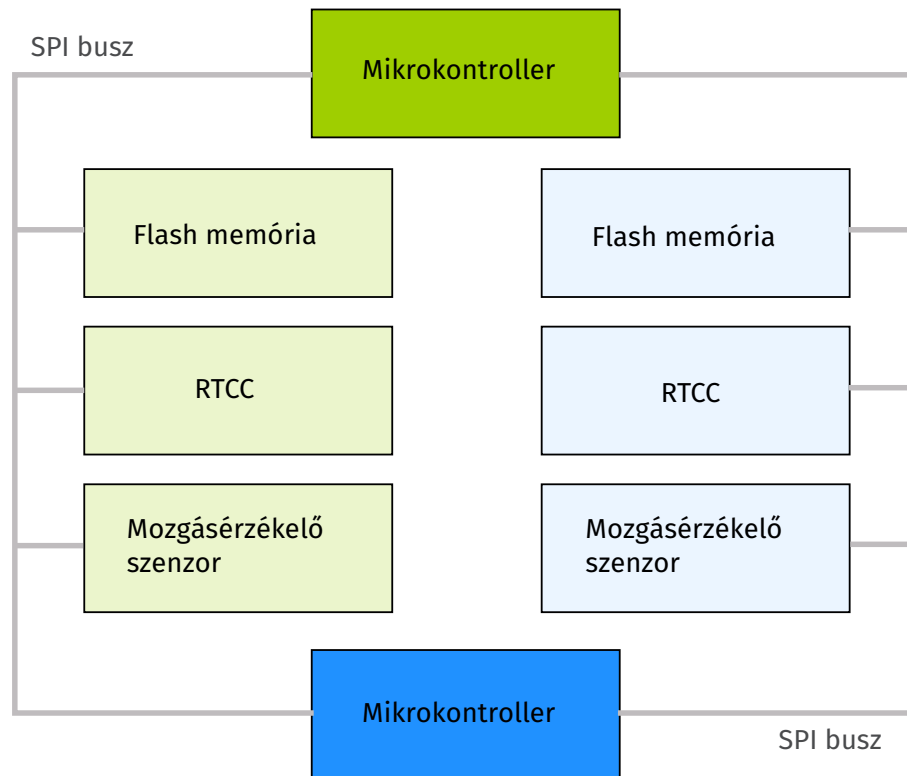 SPI busz
Mikrokontroller
Flash memória
Flash memória
RTCC
RTCC
Mozgásérzékelő
szenzor
Mozgásérzékelő
szenzor
Mikrokontroller
SPI busz